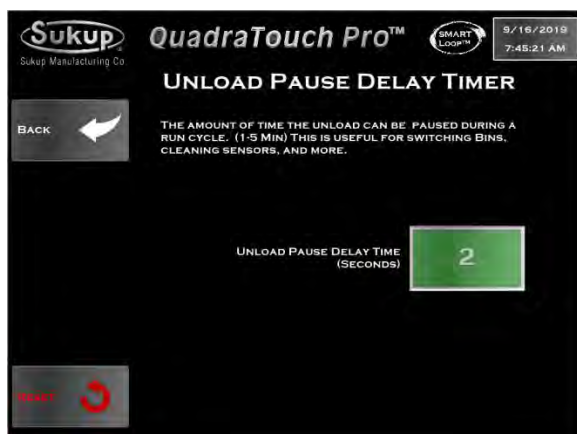 Sukup
Sukup Manufacturing Co
QuadraTouch Pro™
SMART
LOOP™
9/16/2019
7:45:21 AM
UNLOAD PAUSE DELAY TIMER
BACK
THE AMOUNT OF TIME THE UNLOAD CAN BE PAUSED DURING A
RUN CYCLE. (1-5 MIN) THIS IS USEFUL FOR SWITCHING BINS,
CLEANING SENSORS, AND MORE.
UNLOAD PAUSE DELAY TIME
(SECONDS)
2
RESET